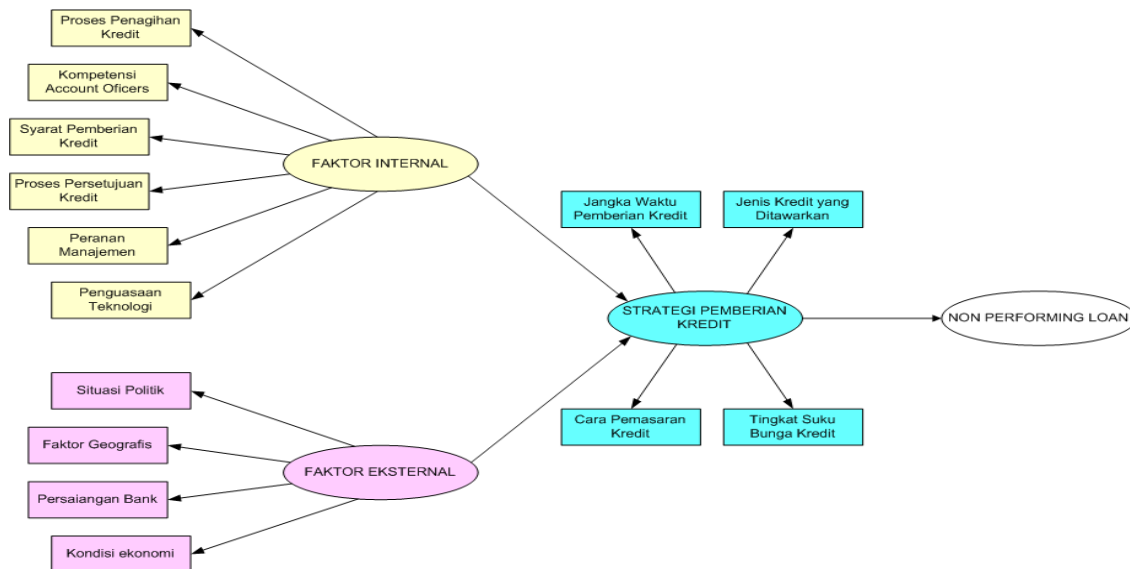 Proses Penagihan
Kredit
Kompetensi
Account Oficers
Syarat Pemberian
Kredit
Proses Persetujuan
Kredit
Peranan
Manajemen
Penguasaan
Teknologi
FAKTOR INTERNAL
Situasi Politik
Faktor Geografis
Persaiangan Bank
Kondisi ekonomi
FAKTOR EKSTERNAL
Jangka Waktu
Pemberian Kredit
Jenis Kredit yang
Ditawarkan
STRATEGI PEMBERIAN
KREDIT
Cara Pemasaran
Kredit
Tingkat Suku
Bunga Kredit
NON PERFORMING LOAN